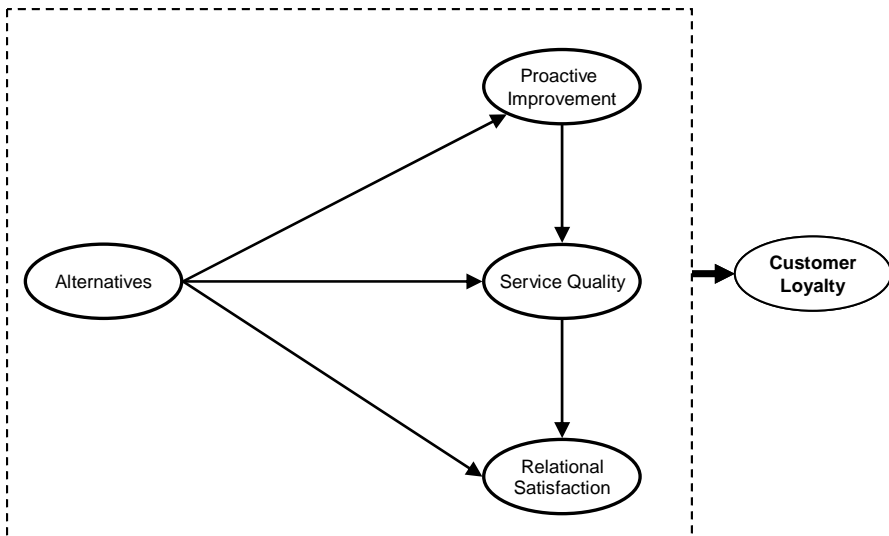 Proactive
Improvement
Alternatives
Service Quality
Customer
Loyalty
Relational
Satisfaction